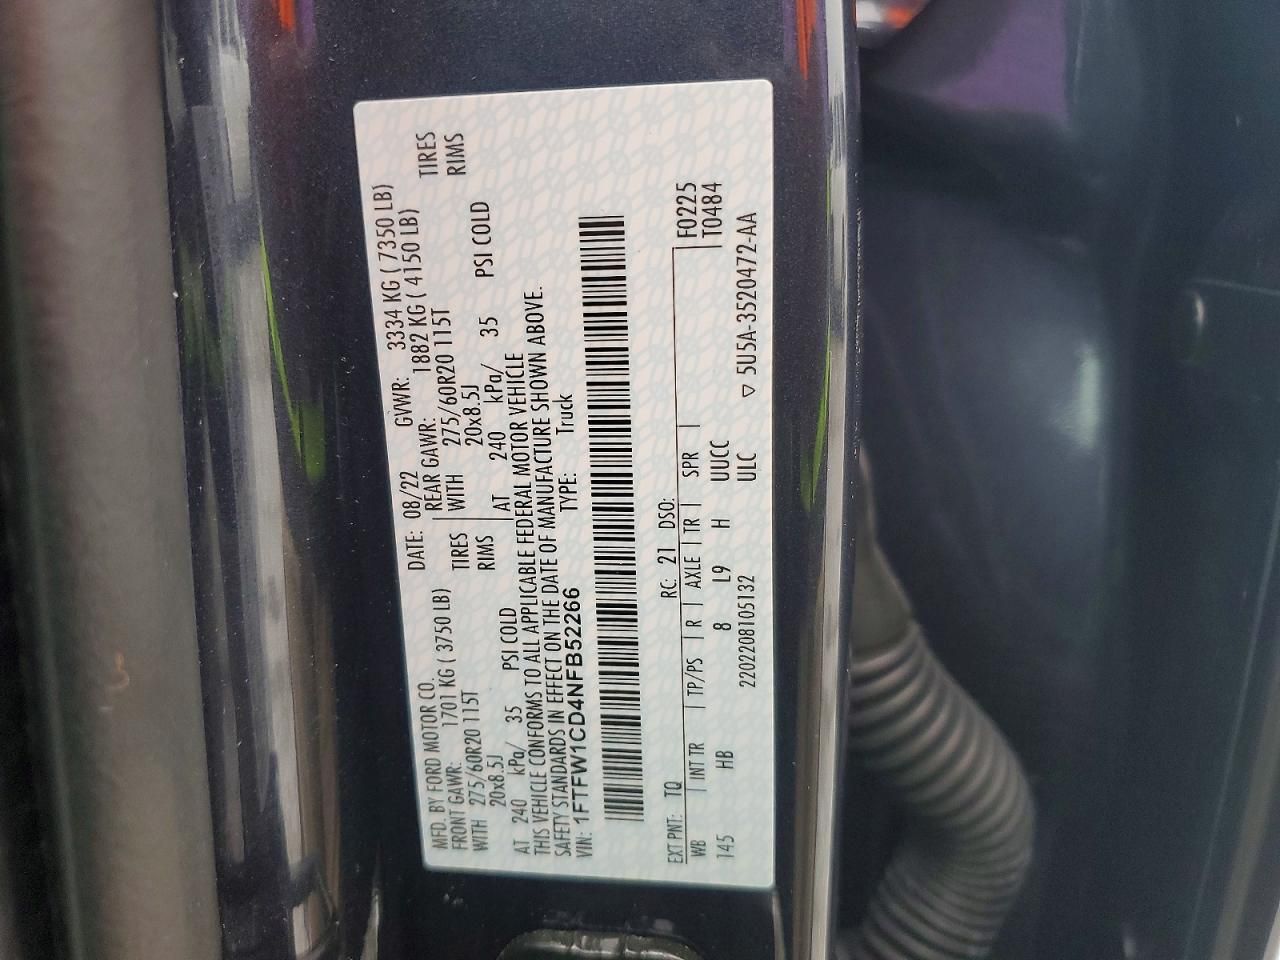 MFD. BY FORD MOTOR CO. DATE: 08/22 GVWR: 3334 KG ( 7350 LB)
FRONT GAWR: 1701 KG ( 3750 LB) REAR GAWR: 1882 KG ( 4150 LB)
WITH 275/60R20 115T TIRES WITH 275/60R20 115T TIRES
20x8.5J RIMS 20x8.5J RIMS
AT 240 kPa/ 35 PSI COLD AT 240 kPa/ 35 PSI COLD
THIS VEHICLE CONFORMS TO ALL APPLICABLE FEDERAL MOTOR VEHICLE
SAFETY STANDARDS IN EFFECT ON THE DATE OF MANUFACTURE SHOWN ABOVE.
VIN: 1FTFW1CD4NFB52266 TYPE: Truck
EXT PNT: TQ RC: 21 DSO: F0225
WB INT TR TP/PS R AXLE TR SPR T0484
145 HB 8 L9 H UUCC
2202208105132 ULC ▽ 5U5A-3520472-AA